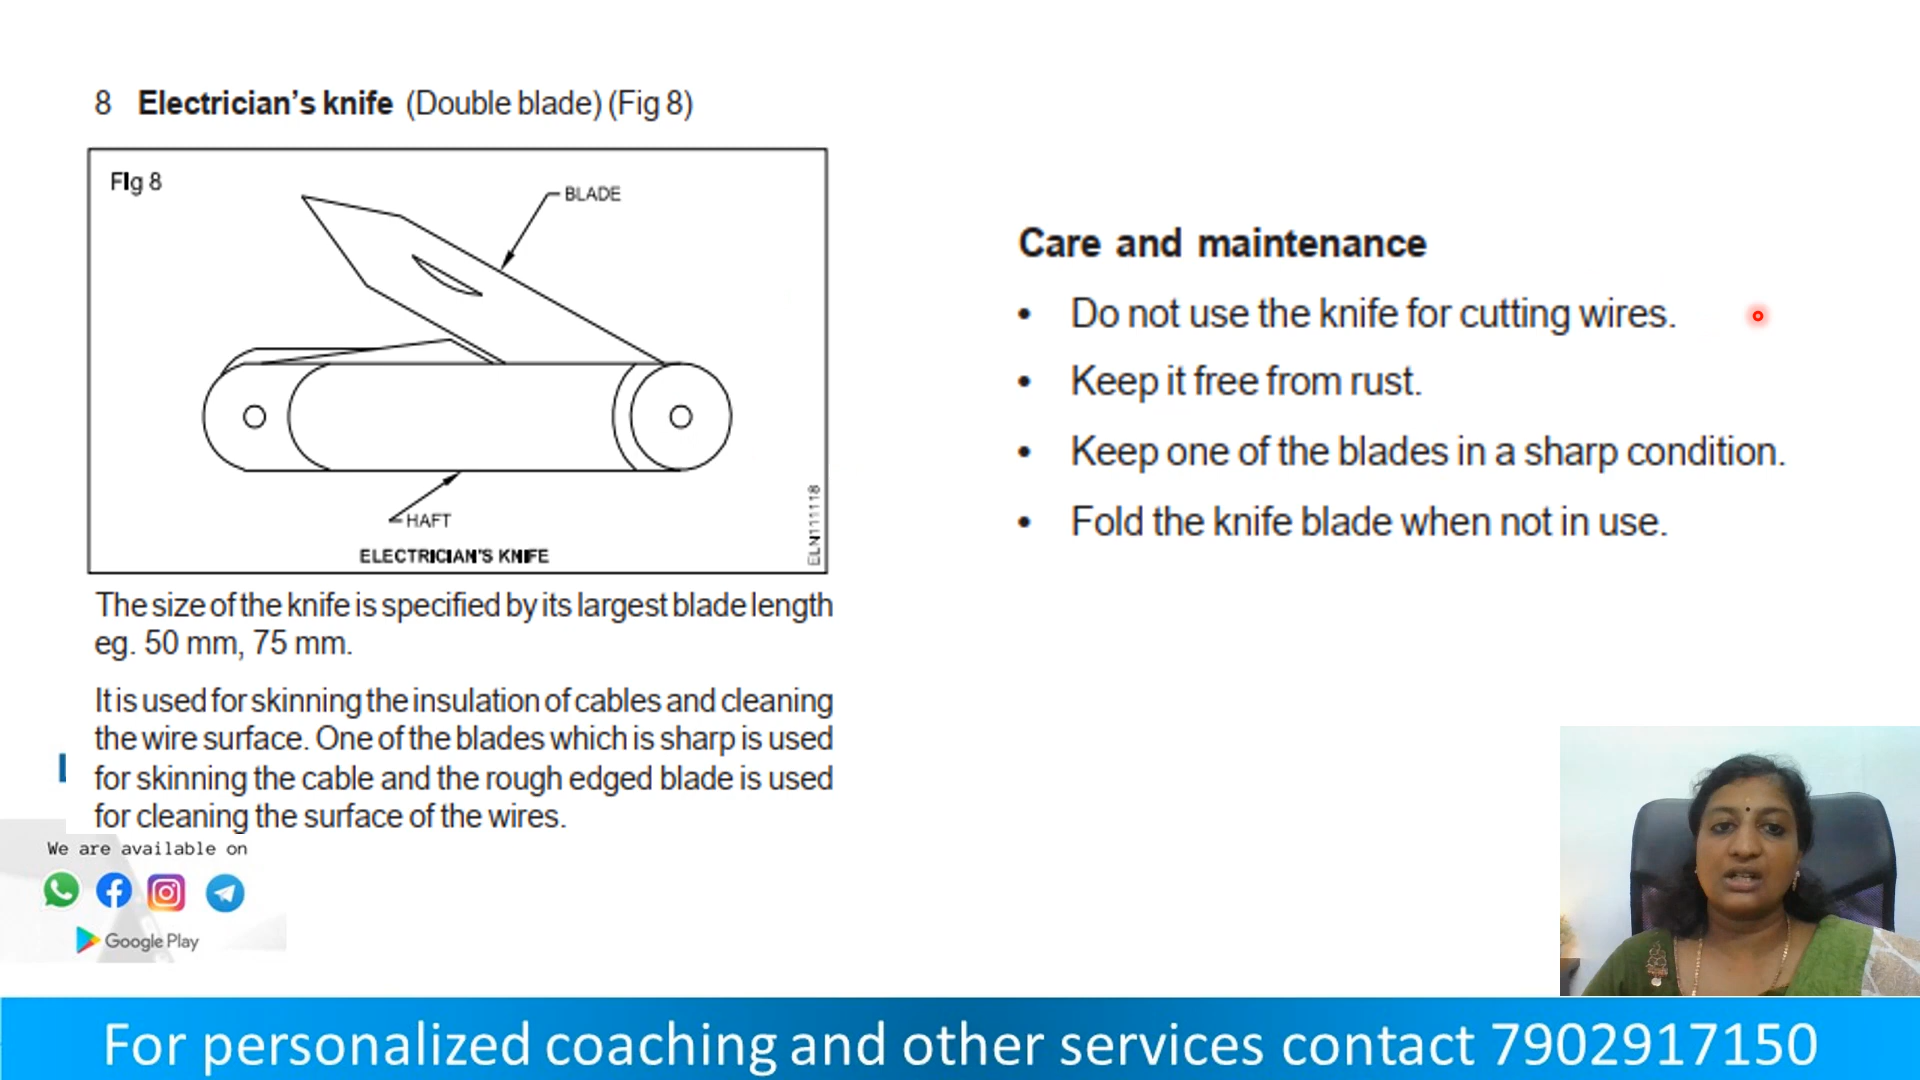 8 Electrician's knife (Double blade) (Fig 8)
FIg 8
BLADE
HAFT
ELECTRICIAN'S KNIFE
ELN111118
The size of the knife is specified by its largest blade length
eg. 50 mm, 75 mm.
It is used for skinning the insulation of cables and cleaning
the wire surface. One of the blades which is sharp is used
for skinning the cable and the rough edged blade is used
for cleaning the surface of the wires.
Care and maintenance
• Do not use the knife for cutting wires.
• Keep it free from rust.
• Keep one of the blades in a sharp condition.
• Fold the knife blade when not in use.
We are available on
Google Play
For personalized coaching and other services contact 7902917150